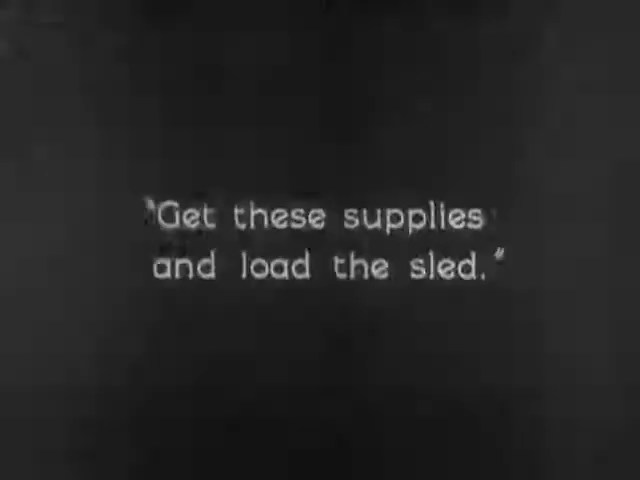 "Get these supplies
and load the sled."